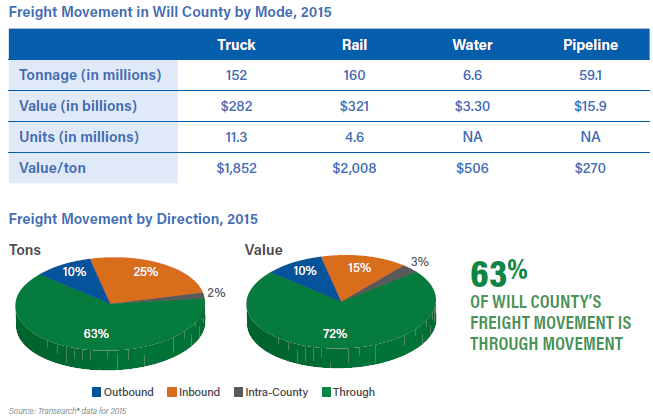 Freight Movement in Will County by Mode, 2015
Truck Rail Water Pipeline
Tonnage (in millions) 152 160 6.6 59.1
Value (in billions) $282 $321 $3.30 $15.9
Units (in millions) 11.3 4.6 NA NA
Value/ton $1,852 $2,008 $506 $270
Freight Movement by Direction, 2015
Tons
10%
25%
2%
63%
Value
10%
15%
3%
72%
63%
OF WILL COUNTY'S
FREIGHT MOVEMENT IS
THROUGH MOVEMENT
Outbound Inbound Intra-County Through
Source: Transearch® data for 2015